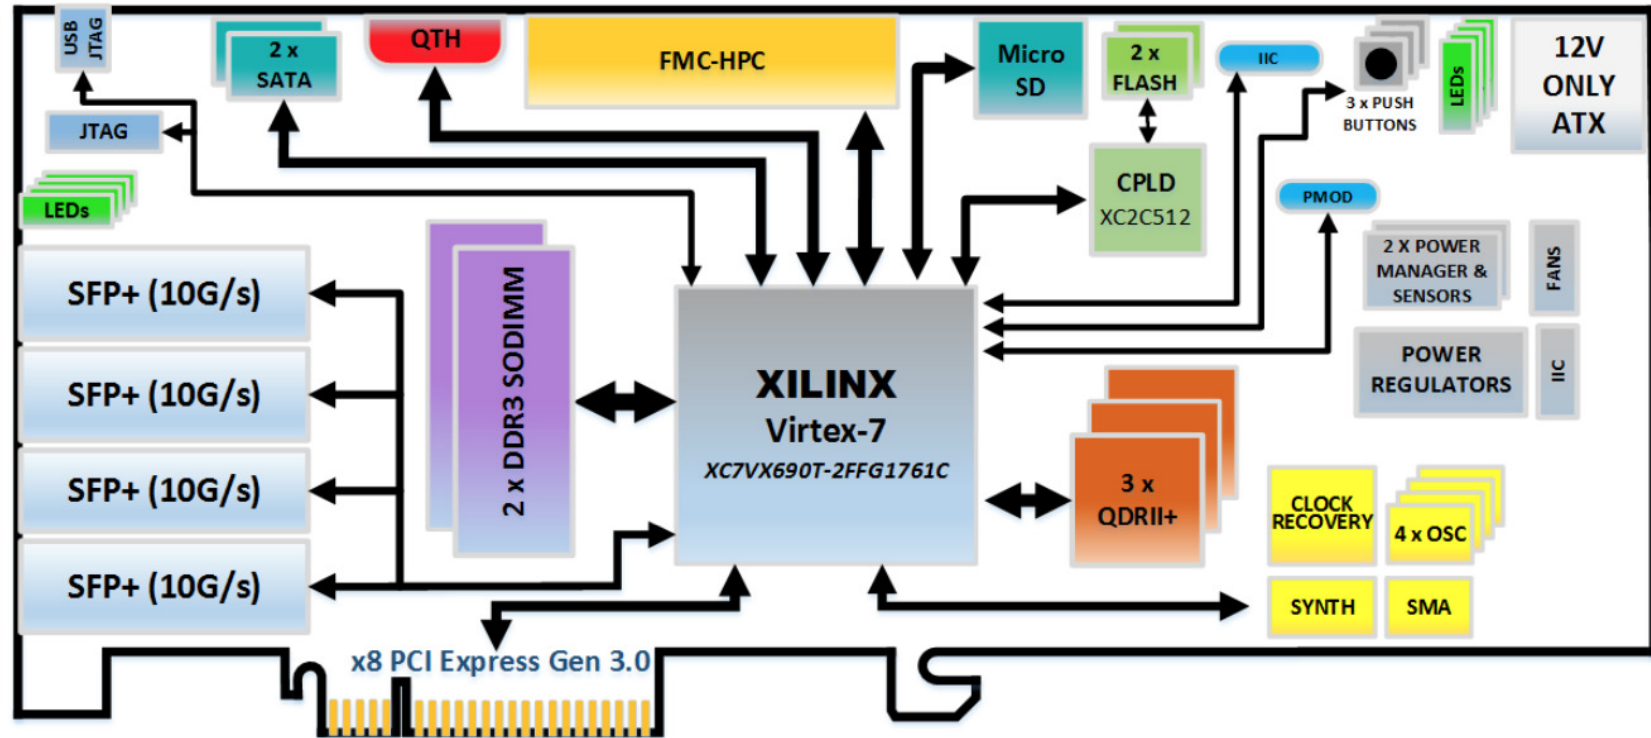 USB
JTAG
2 x
SATA
QTH
FMC-HPC
Micro
SD
2 x
FLASH
IIC
3 x PUSH
BUTTONS
LEDs
12V
ONLY
ATX
JTAG
LEDs
CPLD
XC2C512
PMOD
2 X POWER
MANAGER &
SENSORS
FANS
SFP+ (10G/s)
SFP+ (10G/s)
SFP+ (10G/s)
SFP+ (10G/s)
2 x DDR3 SODIMM
XILINX
Virtex-7
XC7VX690T-2FFG1761C
POWER
REGULATORS
IIC
3 x
QDRII+
CLOCK
RECOVERY
4 x OSC
SYNTH
SMA
x8 PCI Express Gen 3.0